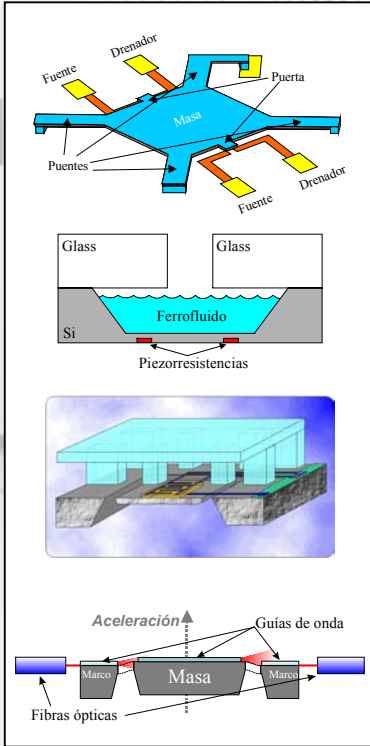 Fuente
Drenador
Puerta
Masa
Puentes
Drenador
Fuente
Glass
Glass
Ferrofluido
Si
Piezorresistencias
Aceleración
Guías de onda
Marco
Masa
Marco
Fibras ópticas